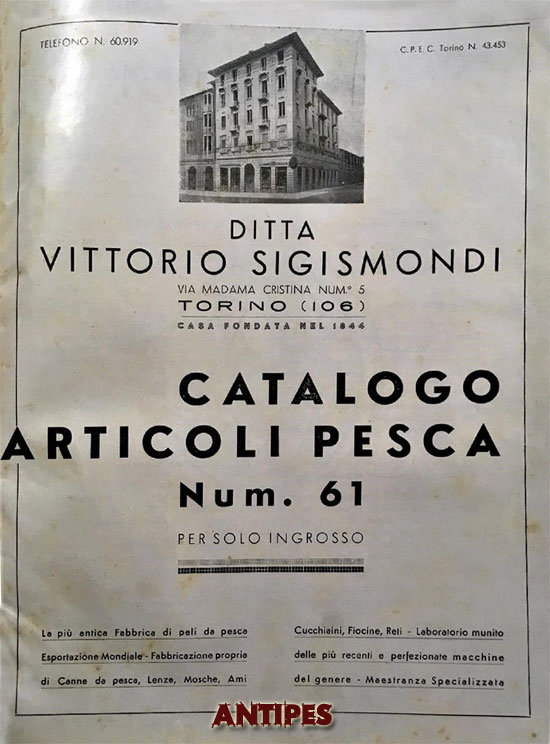 TELEFONO N. 60.919
C.P.E.C. Torino N. 43.453
DITTA
VITTORIO SIGISMONDI
VIA MADAMA CRISTINA NUM.º 5
TORINO (106)
CASA FONDATA NEL 1844
CATALOGO
ARTICOLI PESCA
Num. 61
PER SOLO INGROSSO
La più antica Fabbrica di peli da pesca
Esportazione Mondiale - Fabbricazione propria
di Canne da pesca, Lenze, Mosche, Ami
Cucchiaini, Fiocine, Reti - Laboratorio munito
delle più recenti e perfezionate macchine
del genere - Maestranza Specializzata
ANTIPES